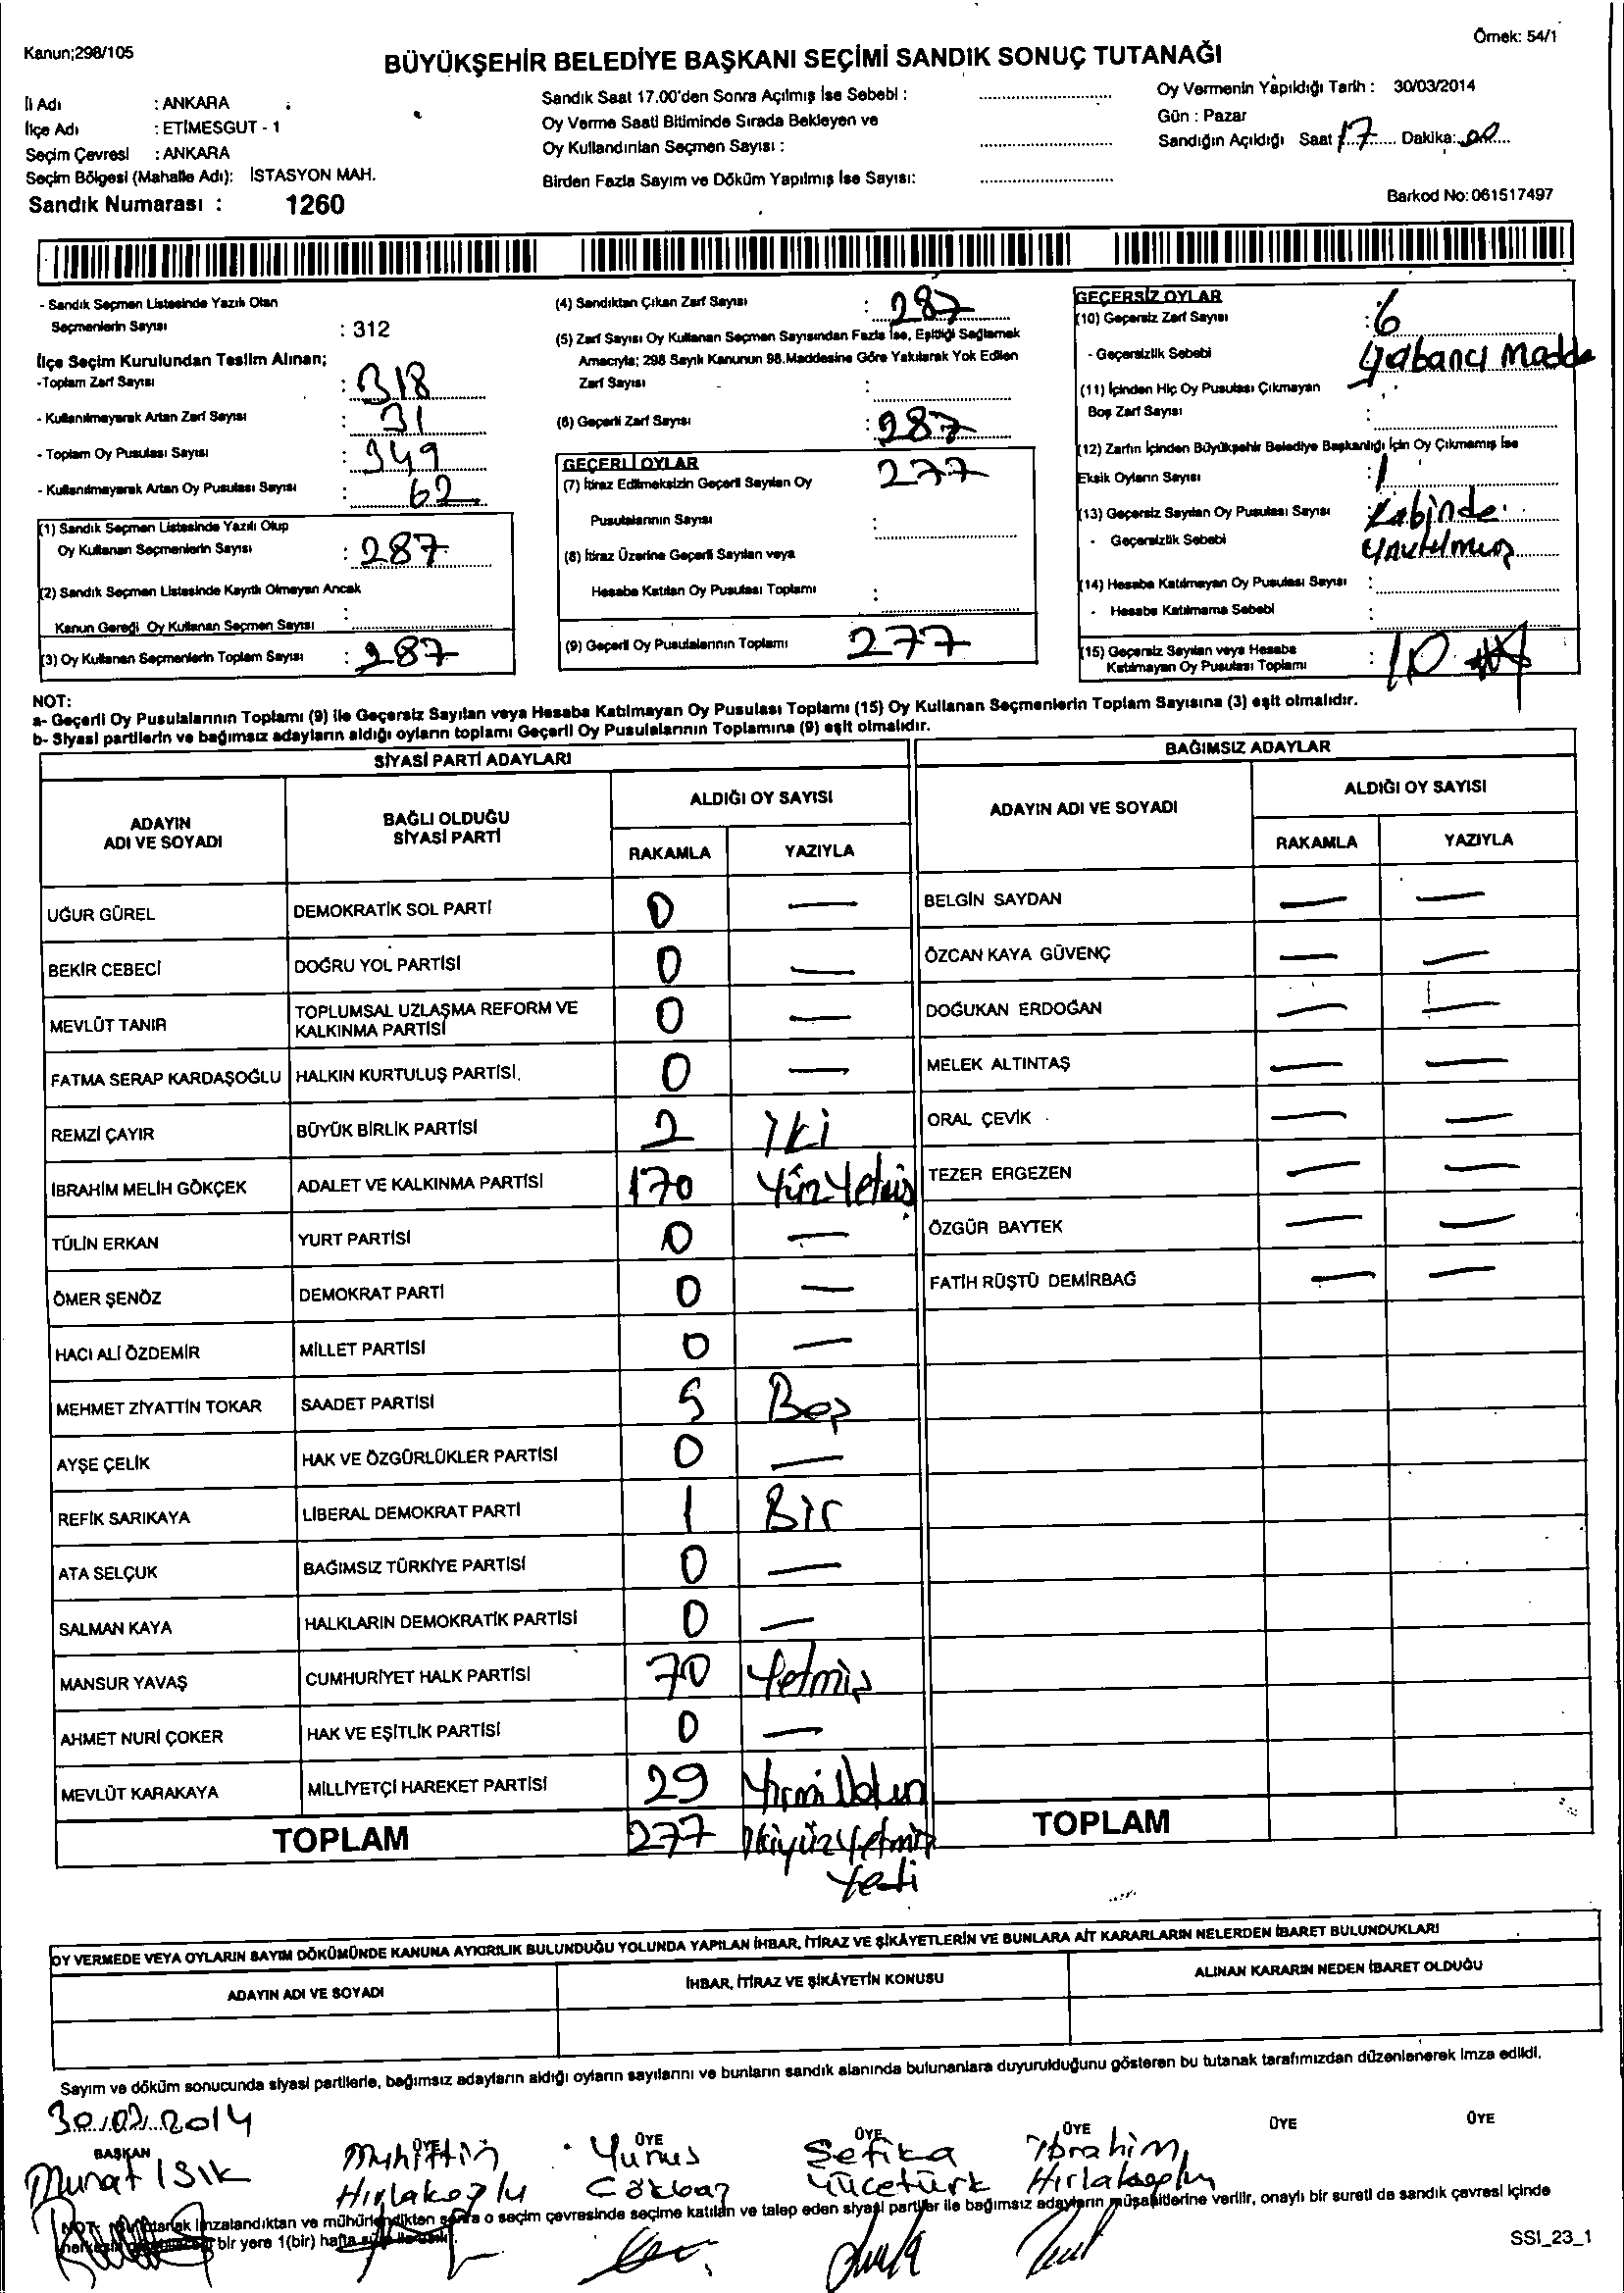 Kanun;298/105
Örnek: 54/1
BÜYÜKŞEHİR BELEDİYE BAŞKANI SEÇİMİ SANDIK SONUÇ TUTANAĞI
İli Adı : ANKARA
İlçe Adı : ETİMESGUT - 1
Seçim Çevresi : ANKARA
Seçim Bölgesi (Mahalle Adı): İSTASYON MAH.
Sandık Numarası : 1260
Sandık Saat 17.00'den Sonra Açılmış İse Sebebi :
Oy Verme Saati Bitiminde Sırada Bekleyen ve
Oy Kullandırılan Seçmen Sayısı :
Birden Fazla Sayım ve Döküm Yapılmış İse Sayısı:
Oy Vermenin Yapıldığı Tarih : 30/03/2014
Gün : Pazar
Sandığın Açıldığı Saat 17 Dakika: 00
Barkod No: 061517497
- Sandık Seçmen Listesinde Yazılı Olan
Seçmenlerin Sayısı : 312
İlçe Seçim Kurulundan Teslim Alınan;
-Toplam Zarf Sayısı : 318
- Kullanılmayarak Artan Zarf Sayısı : 31
- Toplam Oy Pusulası Sayısı : 349
- Kullanılmayarak Artan Oy Pusulası Sayısı : 62
(1) Sandık Seçmen Listesinde Yazılı Olup
Oy Kullanan Seçmenlerin Sayısı : 287
(2) Sandık Seçmen Listesinde Kayıtlı Olmayan Ancak
Kanun Gereği Oy Kullanan Seçmen Sayısı :
(3) Oy Kullanan Seçmenlerin Toplam Sayısı : 287
(4) Sandıktan Çıkan Zarf Sayısı : 287
(5) Zarf Sayısı Oy Kullanan Seçmen Sayısından Fazla İse, Eşitliği Sağlamak
Amacıyla; 298 Sayılı Kanunun 98.Maddesine Göre Yakılarak Yok Edilen
Zarf Sayısı :
(6) Geçerli Zarf Sayısı : 287
GEÇERLİ OYLAR
(7) İtiraz Edilmeksizin Geçerli Sayılan Oy 277
Pusulalarının Sayısı :
(8) İtiraz Üzerine Geçerli Sayılan veya
Hesaba Katılan Oy Pusulası Toplamı :
(9) Geçerli Oy Pusulalarının Toplamı 277
GEÇERSİZ OYLAR
(10) Geçersiz Zarf Sayısı : 6
- Geçersizlik Sebebi Yabancı Madde
(11) İçinden Hiç Oy Pusulası Çıkmayan
Boş Zarf Sayısı :
(12) Zarfın İçinden Büyükşehir Belediye Başkanlığı İçin Oy Çıkmamış İse
Eksik Oyların Sayısı : 1
(13) Geçersiz Sayılan Oy Pusulası Sayısı Kabinde
- Geçersizlik Sebebi Unutulmuş
(14) Hesaba Katılmayan Oy Pusulası Sayısı :
- Hesaba Katılmama Sebebi :
(15) Geçersiz Sayılan veya Hesaba
Katılmayan Oy Pusulası Toplamı : 10
NOT:
a- Geçerli Oy Pusulalarının Toplamı (9) ile Geçersiz Sayılan veya Hesaba Katılmayan Oy Pusulası Toplamı (15) Oy Kullanan Seçmenlerin Toplam Sayısına (3) eşit olmalıdır.
b- Siyasi partilerin ve bağımsız adayların aldığı oyların toplamı Geçerli Oy Pusulalarının Toplamına (9) eşit olmalıdır.
SİYASİ PARTİ ADAYLARI
ADAYIN ADI VE SOYADI BAĞLI OLDUĞU SİYASİ PARTİ ALDIĞI OY SAYISI
RAKAMLA YAZIYLA
UĞUR GÜREL DEMOKRATİK SOL PARTİ 0 —
BEKİR CEBECİ DOĞRU YOL PARTİSİ 0 —
MEVLÜT TANIR TOPLUMSAL UZLAŞMA REFORM VE KALKINMA PARTİSİ 0 —
FATMA SERAP KARDAŞOĞLU HALKIN KURTULUŞ PARTİSİ 0 —
REMZİ ÇAYIR BÜYÜK BİRLİK PARTİSİ 2 İki
İBRAHİM MELİH GÖKÇEK ADALET VE KALKINMA PARTİSİ 170 Yüz Yetmiş
TÜLİN ERKAN YURT PARTİSİ 0 —
ÖMER ŞENÖZ DEMOKRAT PARTİ 0 —
HACI ALİ ÖZDEMİR MİLLET PARTİSİ 0 —
MEHMET ZİYATTİN TOKAR SAADET PARTİSİ 5 Beş
AYŞE ÇELİK HAK VE ÖZGÜRLÜKLER PARTİSİ 0 —
REFİK SARIKAYA LİBERAL DEMOKRAT PARTİ 1 Bir
ATA SELÇUK BAĞIMSIZ TÜRKİYE PARTİSİ 0 —
SALMAN KAYA HALKLARIN DEMOKRATİK PARTİSİ 0 —
MANSUR YAVAŞ CUMHURİYET HALK PARTİSİ 70 Yetmiş
AHMET NURİ ÇOKER HAK VE EŞİTLİK PARTİSİ 0 —
MEVLÜT KARAKAYA MİLLİYETÇİ HAREKET PARTİSİ 29
TOPLAM 277 İkiyüz Yetmiş
Yedi
BAĞIMSIZ ADAYLAR
ADAYIN ADI VE SOYADI ALDIĞI OY SAYISI
RAKAMLA YAZIYLA
BELGİN SAYDAN — —
ÖZCAN KAYA GÜVENÇ — —
DOĞUKAN ERDOĞAN — —
MELEK ALTINTAŞ — —
ORAL ÇEVİK — —
TEZER ERGEZEN — —
ÖZGÜR BAYTEK — —
FATİH RÜŞTÜ DEMİRBAĞ — —
TOPLAM
OY VERMEDE VEYA OYLARIN SAYIM DÖKÜMÜNDE KANUNA AYKIRILIK BULUNDUĞU YOLUNDA YAPILAN İHBAR, İTİRAZ VE ŞİKÂYETLERİN VE BUNLARA AİT KARARLARIN NELERDEN İBARET BULUNDUKLARI
ADAYIN ADI VE SOYADI İHBAR, İTİRAZ VE ŞİKÂYETİN KONUSU ALINAN KARARIN NEDEN İBARET OLDUĞU
Sayım ve döküm sonucunda siyasi partilerle, bağımsız adayların aldığı oyların sayılarını ve bunların sandık alanında bulunanlara duyurulduğunu gösteren bu tutanak tarafımızdan düzenlenerek imza edildi.
30.03.2014
BAŞKAN ÜYE ÜYE ÜYE ÜYE ÜYE ÜYE
Murat IŞIK Muhittin Yunus Şefika İbrahim
Hırlakoğlu Yücetürk Hırlakoğlu
NOT: tanak imzalandıktan ve mühürlendikten sonra o seçim çevresinde seçime katılan ve talep eden siyasi partiler ile bağımsız adayların müşahitlerine verilir, onaylı bir sureti de sandık çevresi içinde
bir yere 1(bir) hafta
SSI_23_1